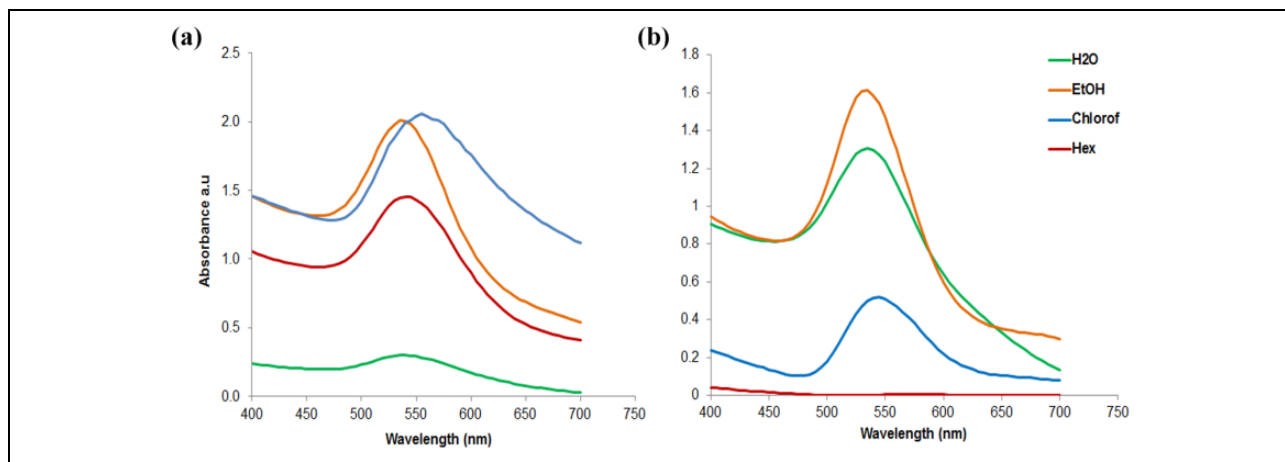 (a)
2.5
2.0
1.5
1.0
0.5
0.0
Absorbance a.u
400 450 500 550 600 650 700 750
Wavelength (nm)
(b)
1.8
1.6
1.4
1.2
1
0.8
0.6
0.4
0.2
0
400 450 500 550 600 650 700 750
Wavelength (nm)
H2O
EtOH
Chlorof
Hex